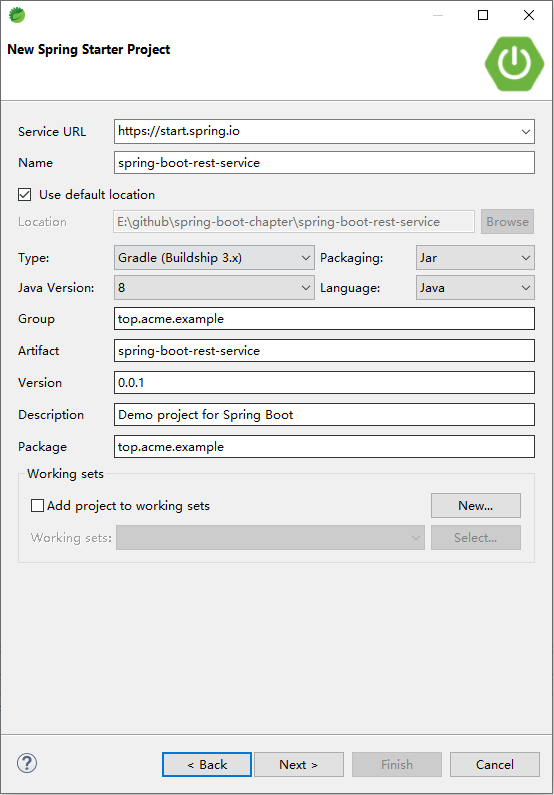 New Spring Starter Project
Service URL https://start.spring.io
Name spring-boot-rest-service
Use default location
Location E:\github\spring-boot-chapter\spring-boot-rest-service Browse
Type: Gradle (Buildship 3.x) Packaging: Jar
Java Version: 8 Language: Java
Group top.acme.example
Artifact spring-boot-rest-service
Version 0.0.1
Description Demo project for Spring Boot
Package top.acme.example
Working sets
Add project to working sets New...
Working sets: Select...
? < Back Next > Finish Cancel